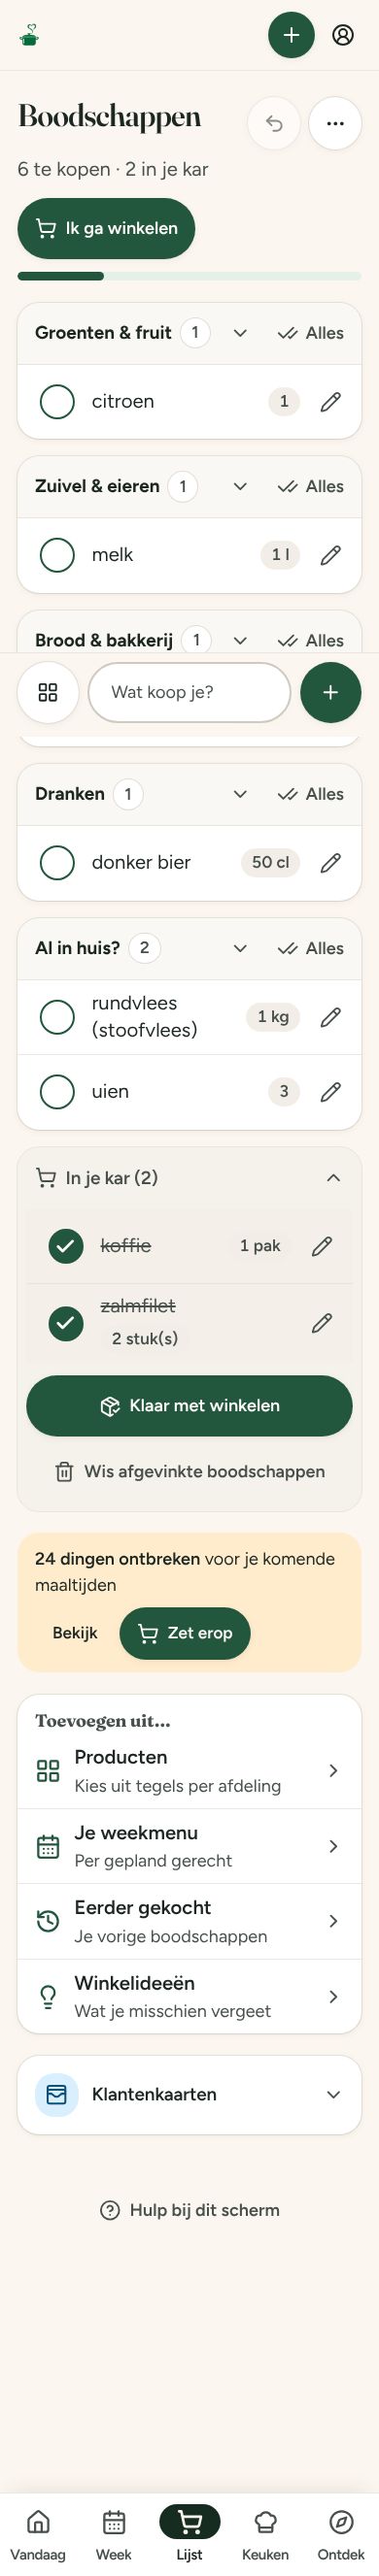 Boodschappen
6 te kopen · 2 in je kar
Ik ga winkelen
Groenten & fruit 1 Alles
citroen 1
Zuivel & eieren 1 Alles
melk 1 l
Brood & bakkerij 1 Alles
Wat koop je?
Dranken 1 Alles
donker bier 50 cl
Al in huis? 2 Alles
rundvlees
(stoofvlees) 1 kg
uien 3
In je kar (2)
koffie 1 pak
zalmfilet
2 stuk(s)
Klaar met winkelen
Wis afgevinkte boodschappen
24 dingen ontbreken voor je komende
maaltijden
Bekijk Zet erop
Toevoegen uit...
Producten
Kies uit tegels per afdeling
Je weekmenu
Per gepland gerecht
Eerder gekocht
Je vorige boodschappen
Winkelideeën
Wat je misschien vergeet
Klantenkaarten
Hulp bij dit scherm
Vandaag Week Lijst Keuken Ontdek